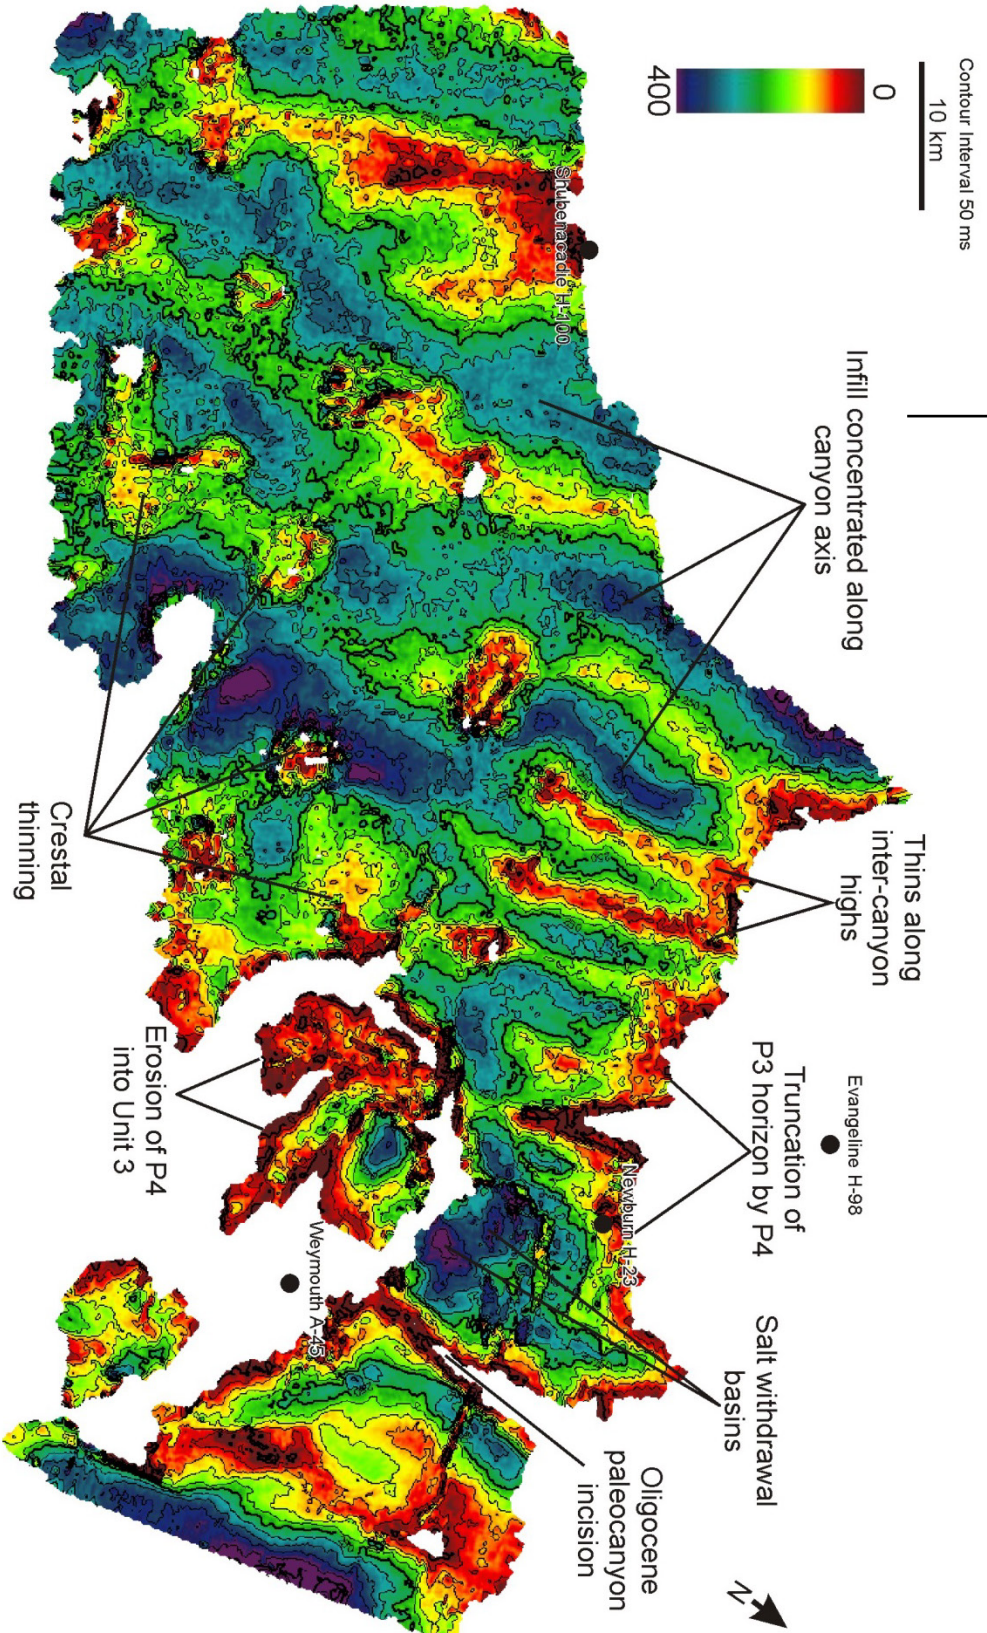 Contour Interval 50 ms
10 km
0
400
Shubenacadie H-100
Infill concentrated along
canyon axis
Thins along
inter-canyon
highs
Evangeline H-98
Truncation of
P3 horizon by P4
Newburn H-23
Salt withdrawal
basins
Oligocene
paleocanyon
incision
N
Weymouth A-45
Erosion of P4
into Unit 3
Crestal
thinning